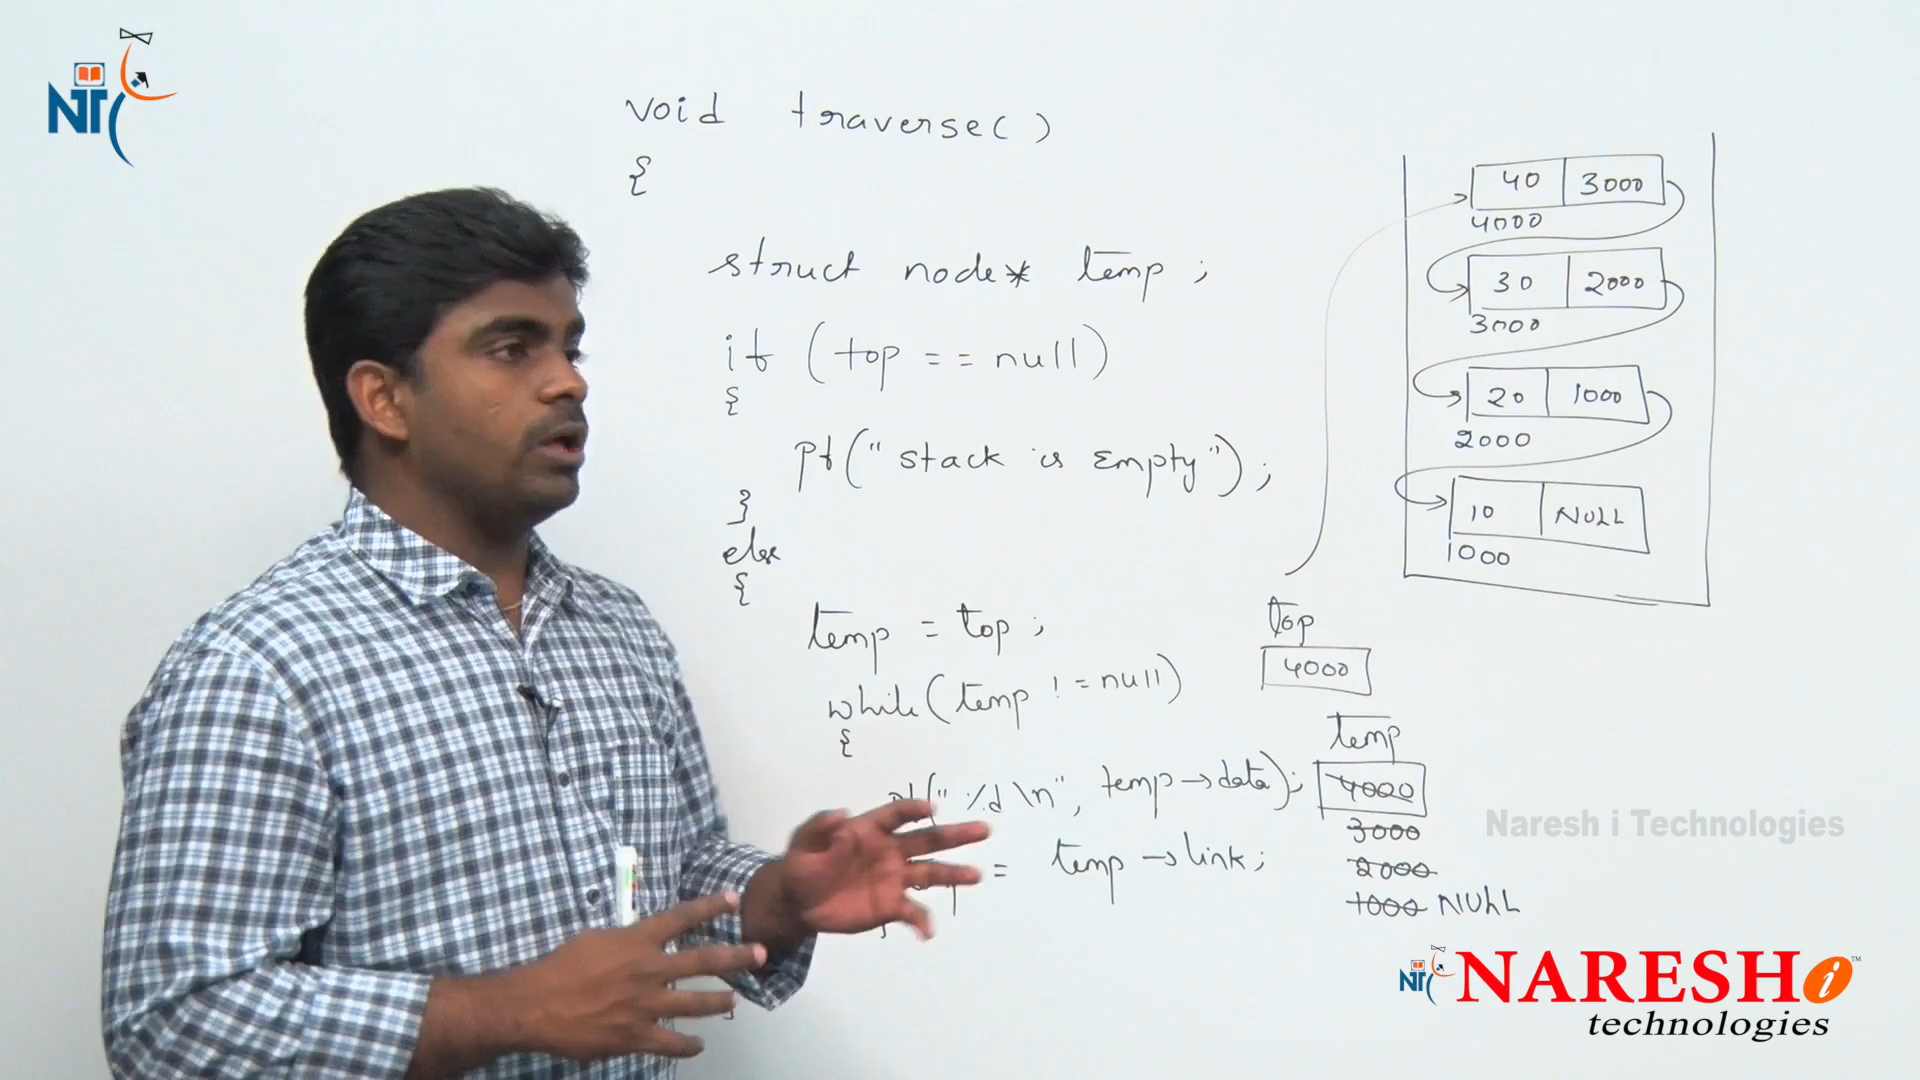 NT
void traverse( )
{
struct node* temp ;
if (top == null)
{
pf("stack is Empty");
}
else
{
temp = top ;
while(temp != null)
{
pf("%d\n", temp→data);
= temp→link;
}
40 3000
4000
30 2000
3000
20 1000
2000
10 NULL
1000
top
4000
temp
4000
3000
2000
1000 NULL
Naresh i Technologies
NT NARESH i ™
technologies